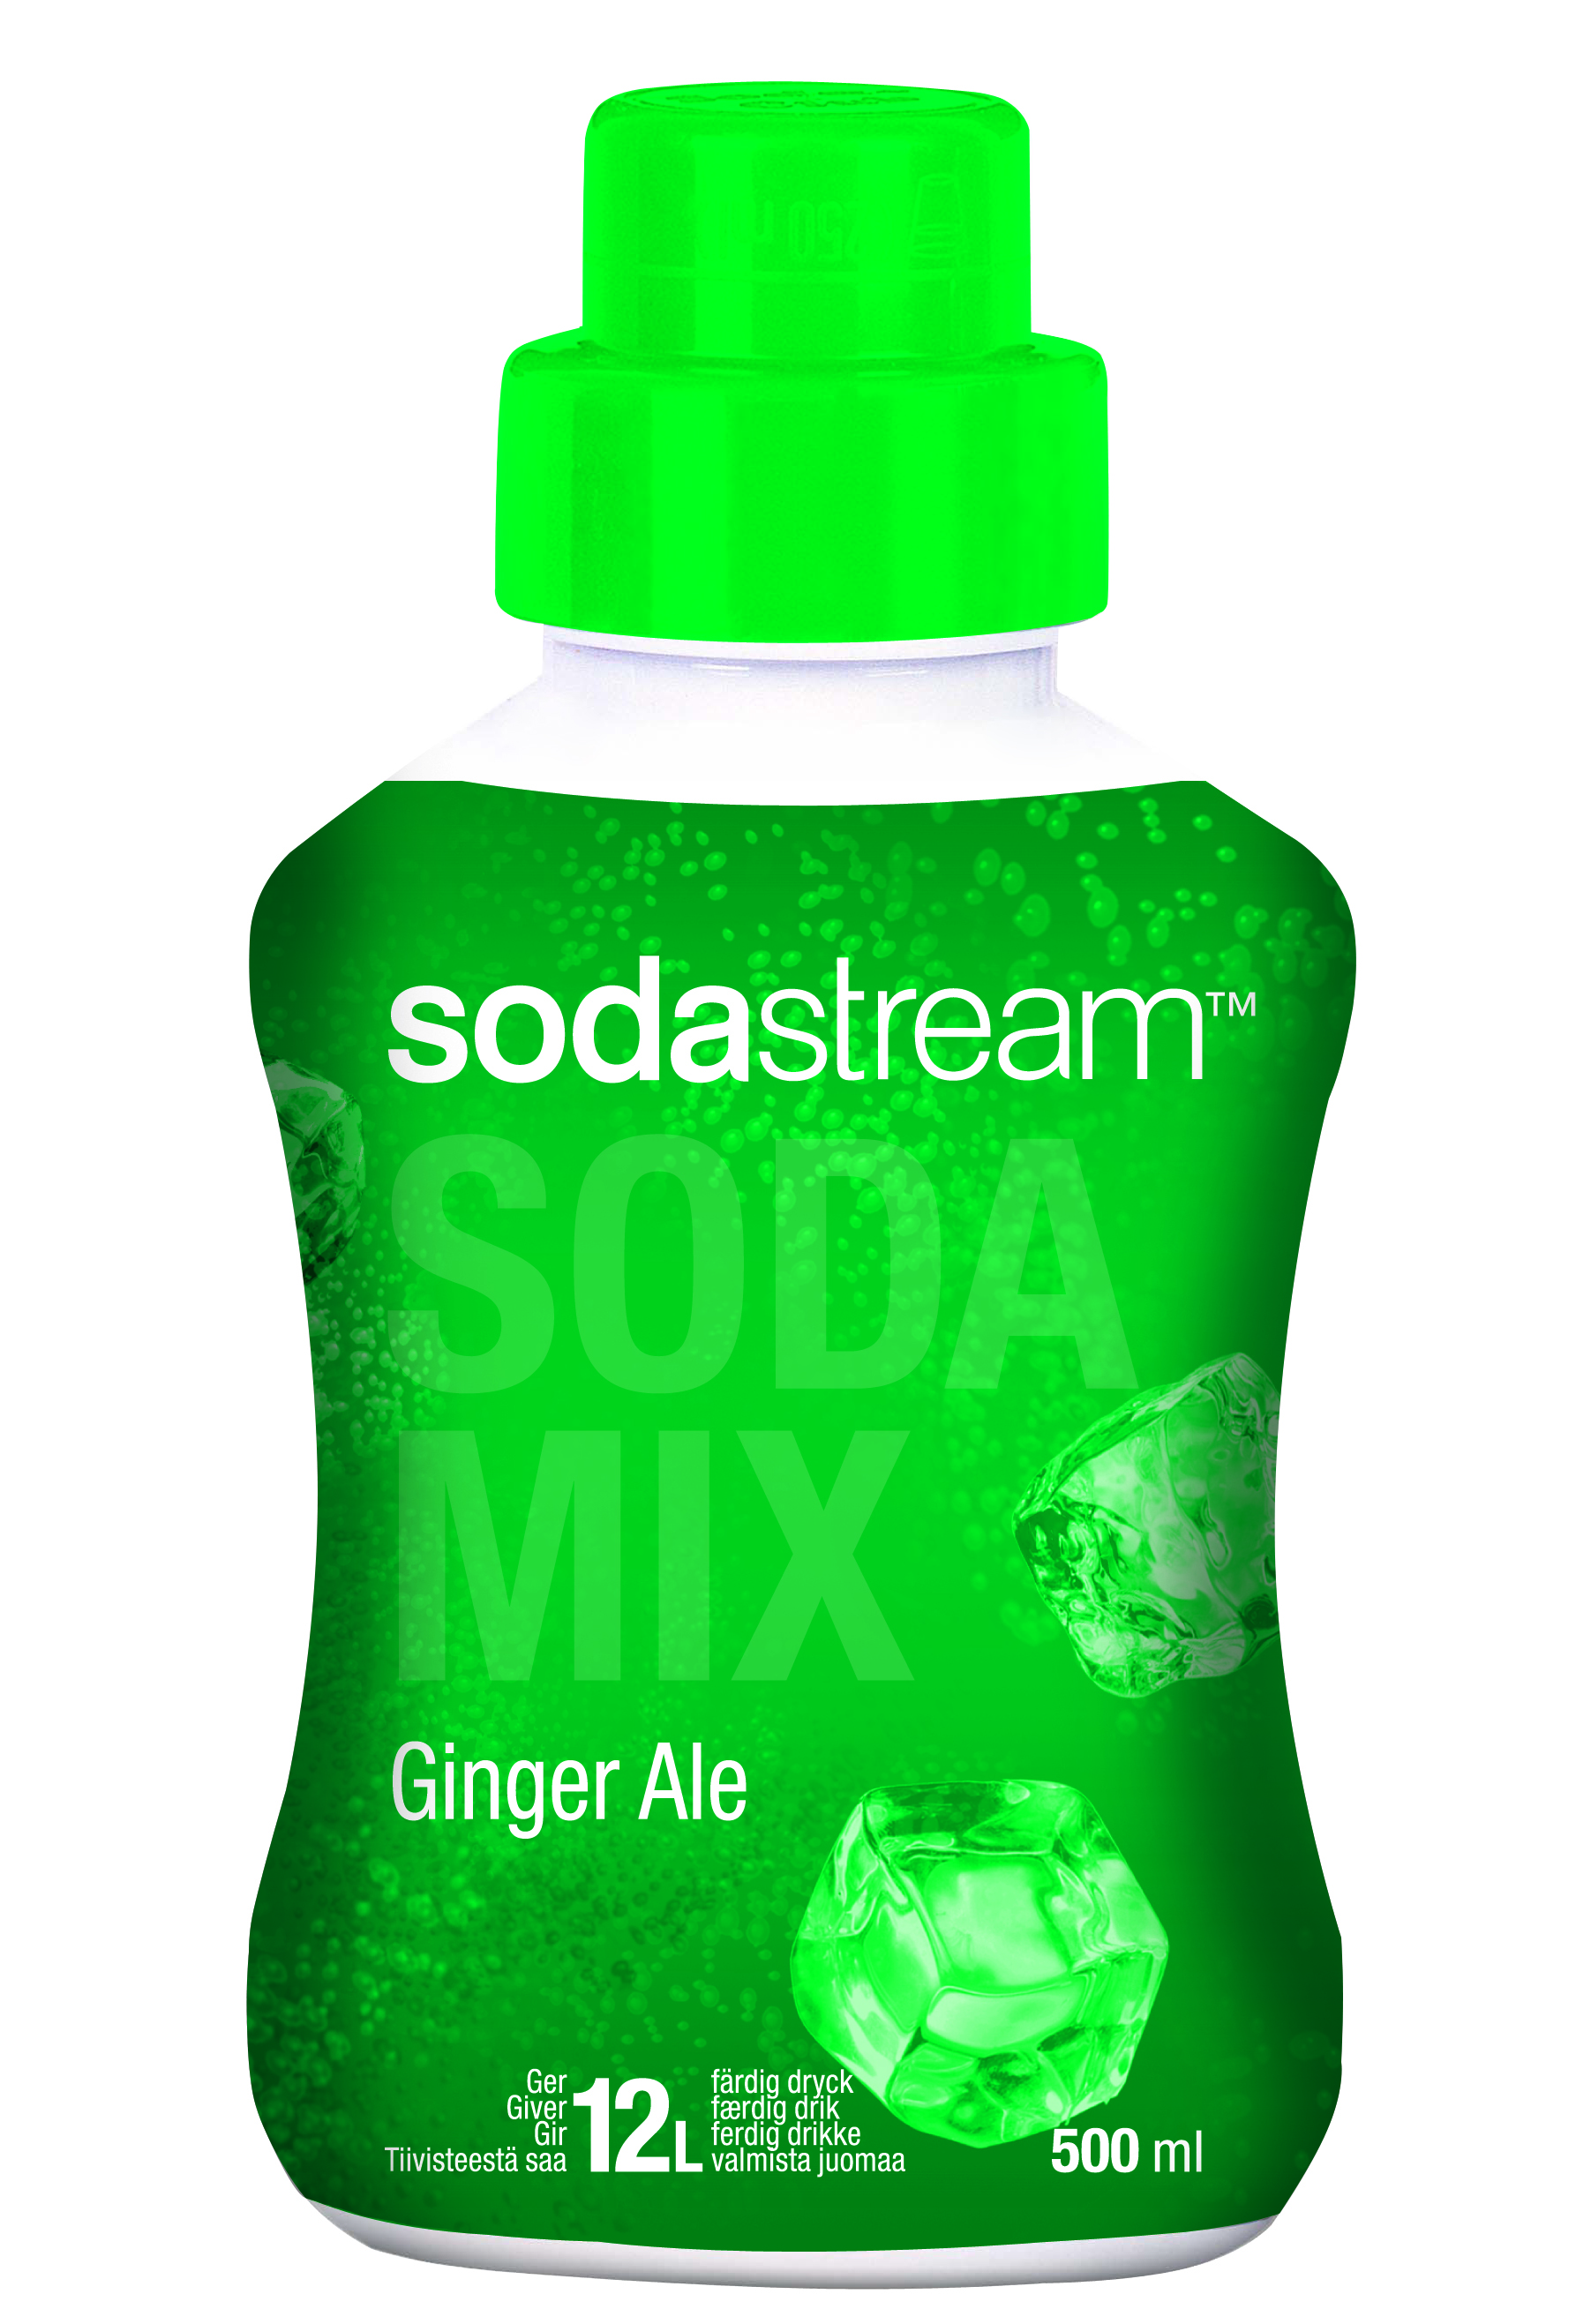 sodastream™
SODA
MIX
Ginger Ale
Ger 12L färdig dryck
Giver færdig drik
Gir ferdig drikke
Tiivisteestä saa valmista juomaa
500 ml